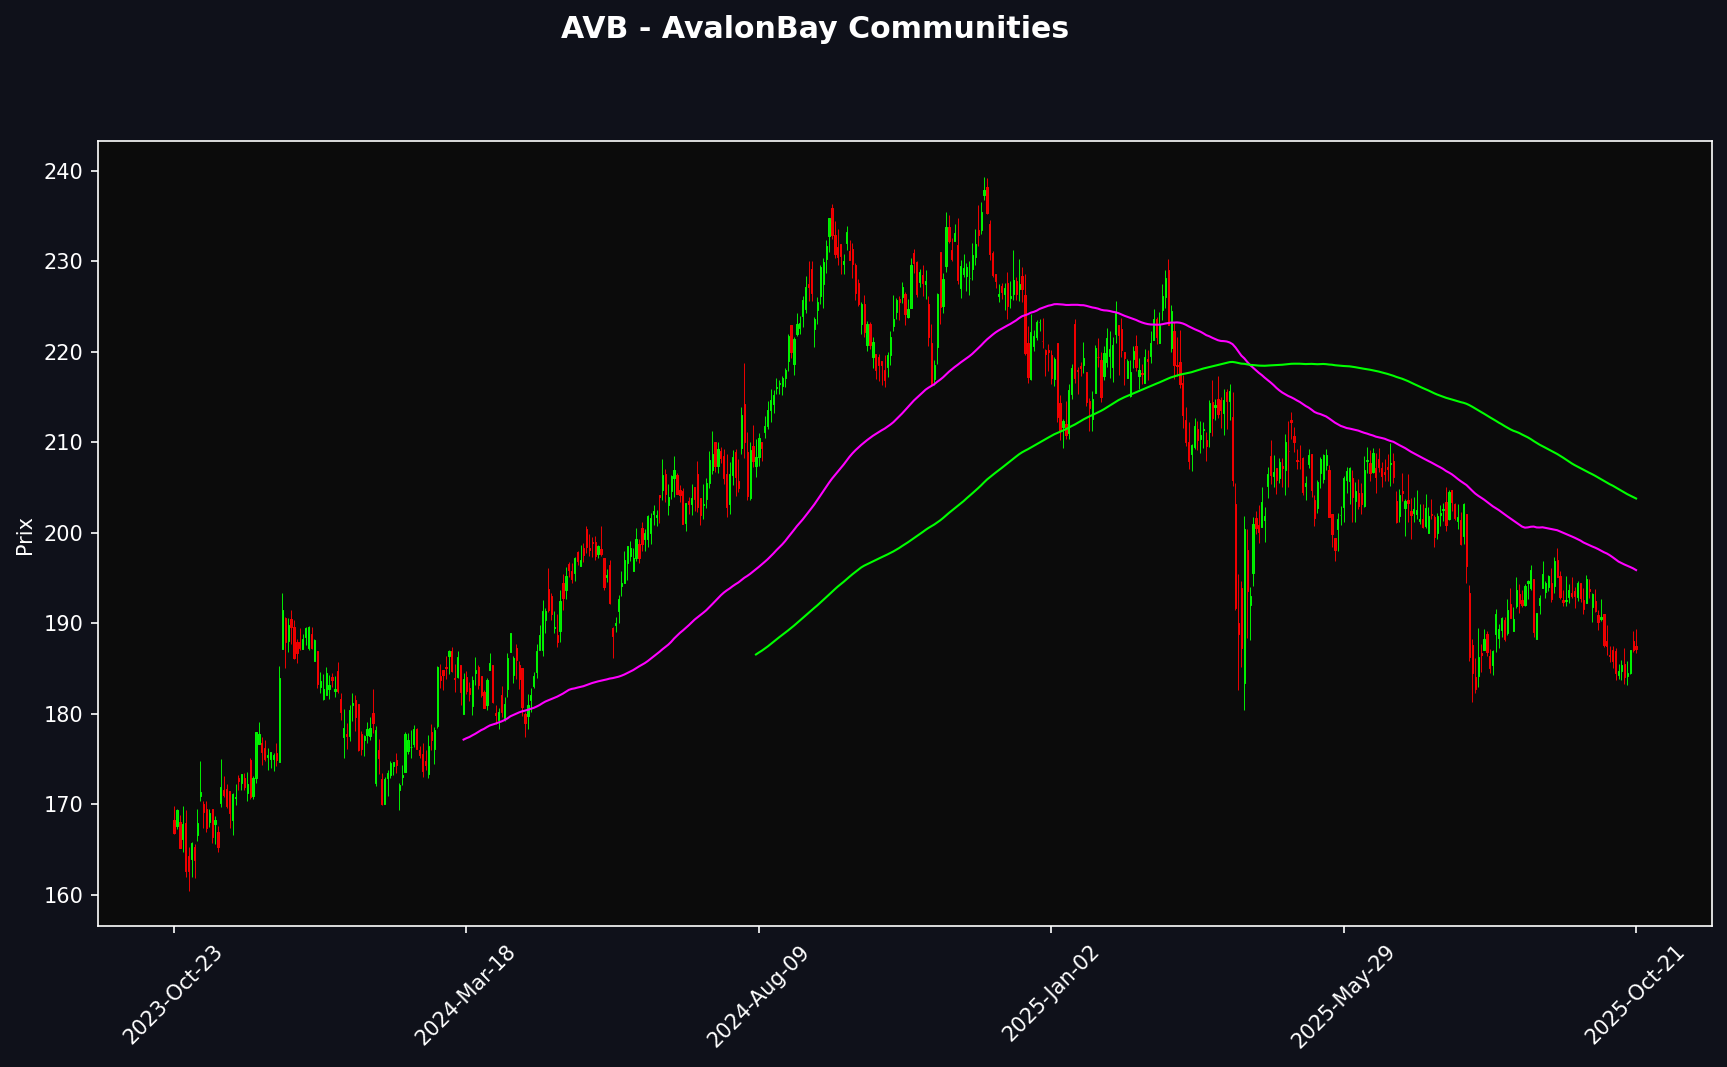 AVB - AvalonBay Communities
Prix
240
230
220
210
200
190
180
170
160
2023-Oct-23
2024-Mar-18
2024-Aug-09
2025-Jan-02
2025-May-29
2025-Oct-21